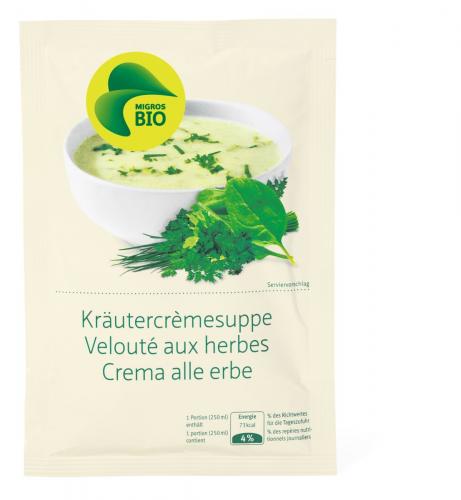 MIGROS
BIO
Serviervorschlag
Kräutercrèmesuppe
Velouté aux herbes
Crema alle erbe
1 Portion (250 ml)
enthält
1 portion (250 ml)
contient
Energie
73 kcal
4%
% des Richtwertes
für die Tageszufuhr
% des repères nutri-
tionnels journaliers